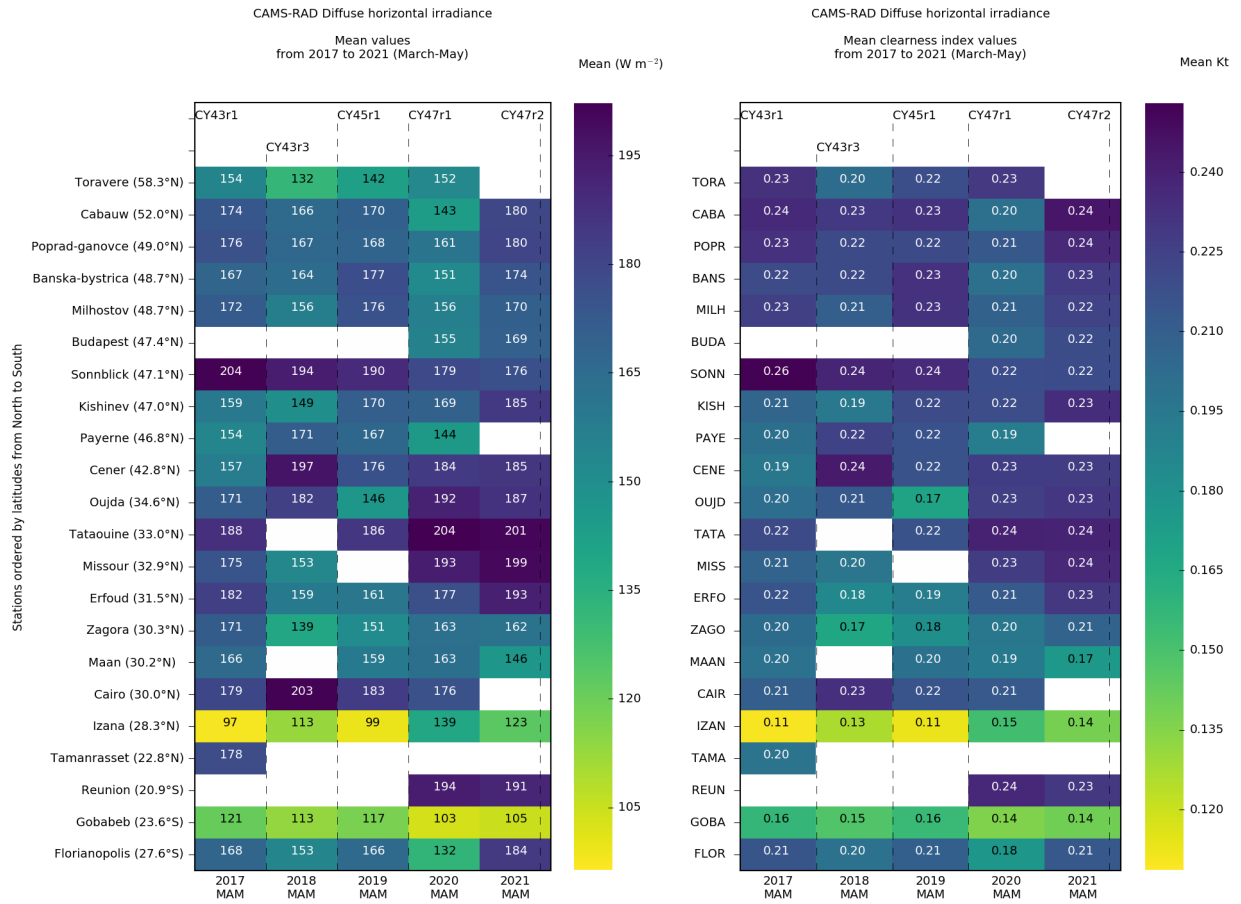 CAMS-RAD Diffuse horizontal irradiance
Mean values
from 2017 to 2021 (March-May)
Mean (W m⁻²)
CY43r1 CY45r1 CY47r1 CY47r2
CY43r3
Stations ordered by latitudes from North to South
Toravere (58.3°N) 154 132 142 152
Cabauw (52.0°N) 174 166 170 143 180
Poprad-ganovce (49.0°N) 176 167 168 161 180
Banska-bystrica (48.7°N) 167 164 177 151 174
Milhostov (48.7°N) 172 156 176 156 170
Budapest (47.4°N) 155 169
Sonnblick (47.1°N) 204 194 190 179 176
Kishinev (47.0°N) 159 149 170 169 185
Payerne (46.8°N) 154 171 167 144
Cener (42.8°N) 157 197 176 184 185
Oujda (34.6°N) 171 182 146 192 187
Tataouine (33.0°N) 188 186 204 201
Missour (32.9°N) 175 153 193 199
Erfoud (31.5°N) 182 159 161 177 193
Zagora (30.3°N) 171 139 151 163 162
Maan (30.2°N) 166 159 163 146
Cairo (30.0°N) 179 203 183 176
Izana (28.3°N) 97 113 99 139 123
Tamanrasset (22.8°N) 178
Reunion (20.9°S) 194 191
Gobabeb (23.6°S) 121 113 117 103 105
Florianopolis (27.6°S) 168 153 166 132 184
2017 2018 2019 2020 2021
MAM MAM MAM MAM MAM
195
180
165
150
135
120
105
CAMS-RAD Diffuse horizontal irradiance
Mean clearness index values
from 2017 to 2021 (March-May)
Mean Kt
CY43r1 CY45r1 CY47r1 CY47r2
CY43r3
TORA 0.23 0.20 0.22 0.23
CABA 0.24 0.23 0.23 0.20 0.24
POPR 0.23 0.22 0.22 0.21 0.24
BANS 0.22 0.22 0.23 0.20 0.23
MILH 0.23 0.21 0.23 0.21 0.22
BUDA 0.20 0.22
SONN 0.26 0.24 0.24 0.22 0.22
KISH 0.21 0.19 0.22 0.22 0.23
PAYE 0.20 0.22 0.22 0.19
CENE 0.19 0.24 0.22 0.23 0.23
OUJD 0.20 0.21 0.17 0.23 0.23
TATA 0.22 0.22 0.24 0.24
MISS 0.21 0.20 0.23 0.24
ERFO 0.22 0.18 0.19 0.21 0.23
ZAGO 0.20 0.17 0.18 0.20 0.21
MAAN 0.20 0.20 0.19 0.17
CAIR 0.21 0.23 0.22 0.21
IZAN 0.11 0.13 0.11 0.15 0.14
TAMA 0.20
REUN 0.24 0.23
GOBA 0.16 0.15 0.16 0.14 0.14
FLOR 0.21 0.20 0.21 0.18 0.21
2017 2018 2019 2020 2021
MAM MAM MAM MAM MAM
0.240
0.225
0.210
0.195
0.180
0.165
0.150
0.135
0.120